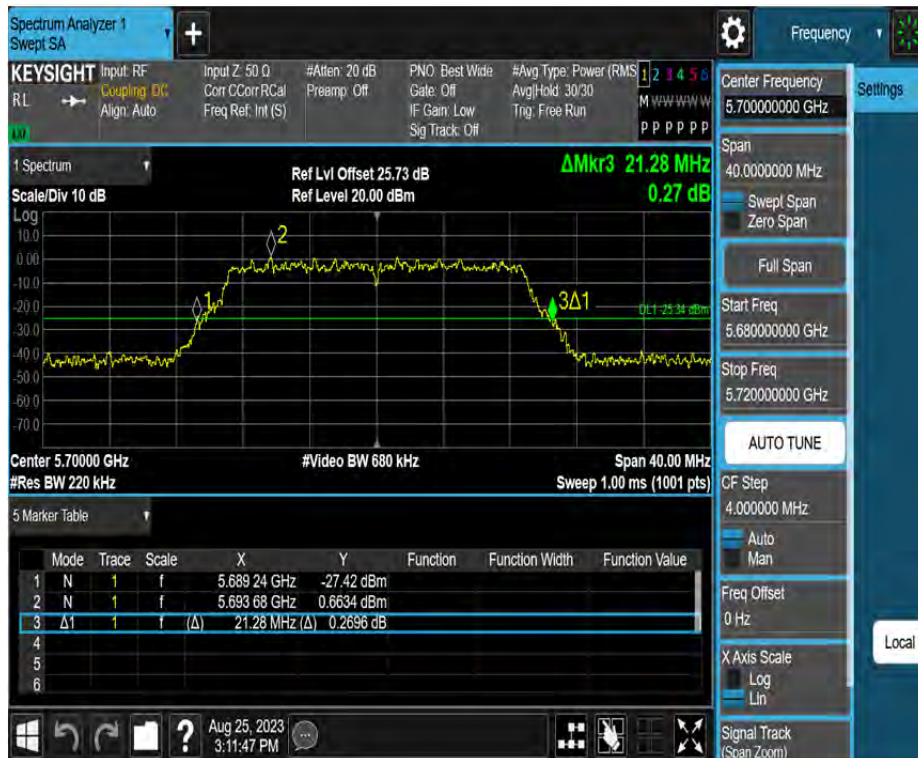 Spectrum Analyzer 1
Swept SA
+
Frequency
KEYSIGHT
RL
LXI
Input: RF
Coupling: DC
Align: Auto
Input Z: 50 Ω
Corr CCorr RCal
Freq Ref: Int (S)
#Atten: 20 dB
Preamp: Off
PNO: Best Wide
Gate: Off
IF Gain: Low
Sig Track: Off
#Avg Type: Power (RMS
Avg|Hold: 30/30
Trig: Free Run
1 2 3 4 5 6
M W W W W W
P P P P P P
1 Spectrum
Scale/Div 10 dB
Ref Lvl Offset 25.73 dB
Ref Level 20.00 dBm
ΔMkr3 21.28 MHz
0.27 dB
Log
10.0
0.00
-10.0
-20.0
-30.0
-40.0
-50.0
-60.0
-70.0
2
1
3Δ1
DL1 -25.34 dBm
Center 5.70000 GHz
#Video BW 680 kHz
Span 40.00 MHz
#Res BW 220 kHz
Sweep 1.00 ms (1001 pts)
5 Marker Table
Mode Trace Scale X Y Function Function Width Function Value
1 N 1 f 5.689 24 GHz -27.42 dBm
2 N 1 f 5.693 68 GHz 0.6634 dBm
3 Δ1 1 f (Δ) 21.28 MHz (Δ) 0.2696 dB
4
5
6
?
Aug 25, 2023
3:11:47 PM
Center Frequency
5.700000000 GHz
Settings
Span
40.0000000 MHz
Swept Span
Zero Span
Full Span
Start Freq
5.680000000 GHz
Stop Freq
5.720000000 GHz
AUTO TUNE
CF Step
4.000000 MHz
Auto
Man
Freq Offset
0 Hz
Local
X Axis Scale
Log
Lin
Signal Track
(Span Zoom)